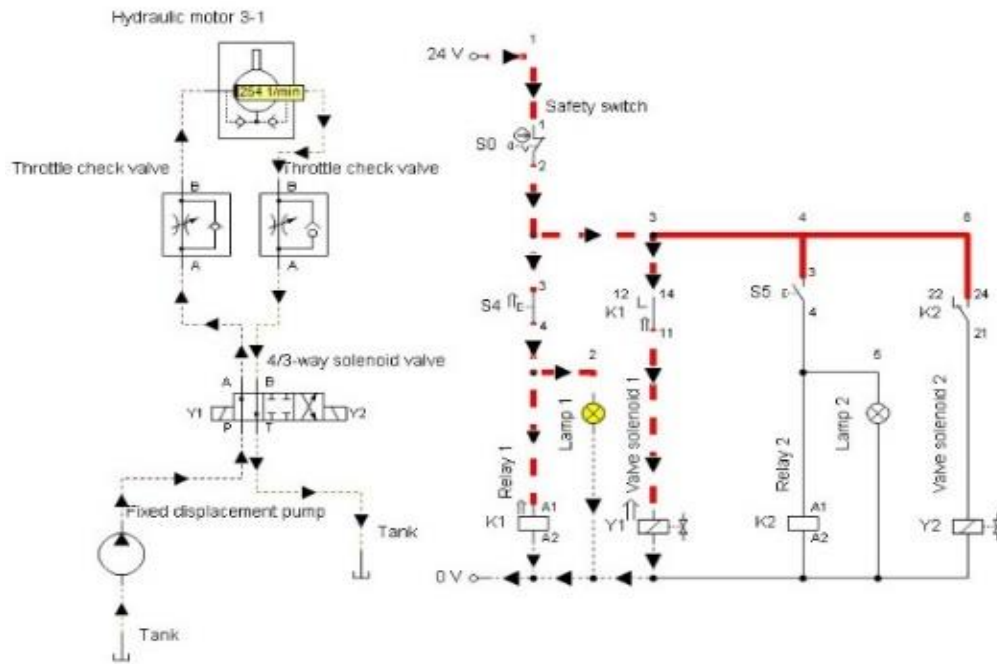 Hydraulic motor 3-1
254 1/min
Throttle check valve
Throttle check valve
B
B
A
A
4/3-way solenoid valve
A
B
Y1
Y2
P
T
Fixed displacement pump
Tank
Tank
24 V
1
Safety switch
1
S0
4
2
3
4
6
3
S4
E
4
12
14
K1
11
S5
E
3
4
22
24
K2
21
2
5
Relay 1
Lamp 1
Valve solenoid 1
Relay 2
Lamp 2
Valve solenoid 2
K1
A1
A2
Y1
K2
A1
A2
Y2
0 V